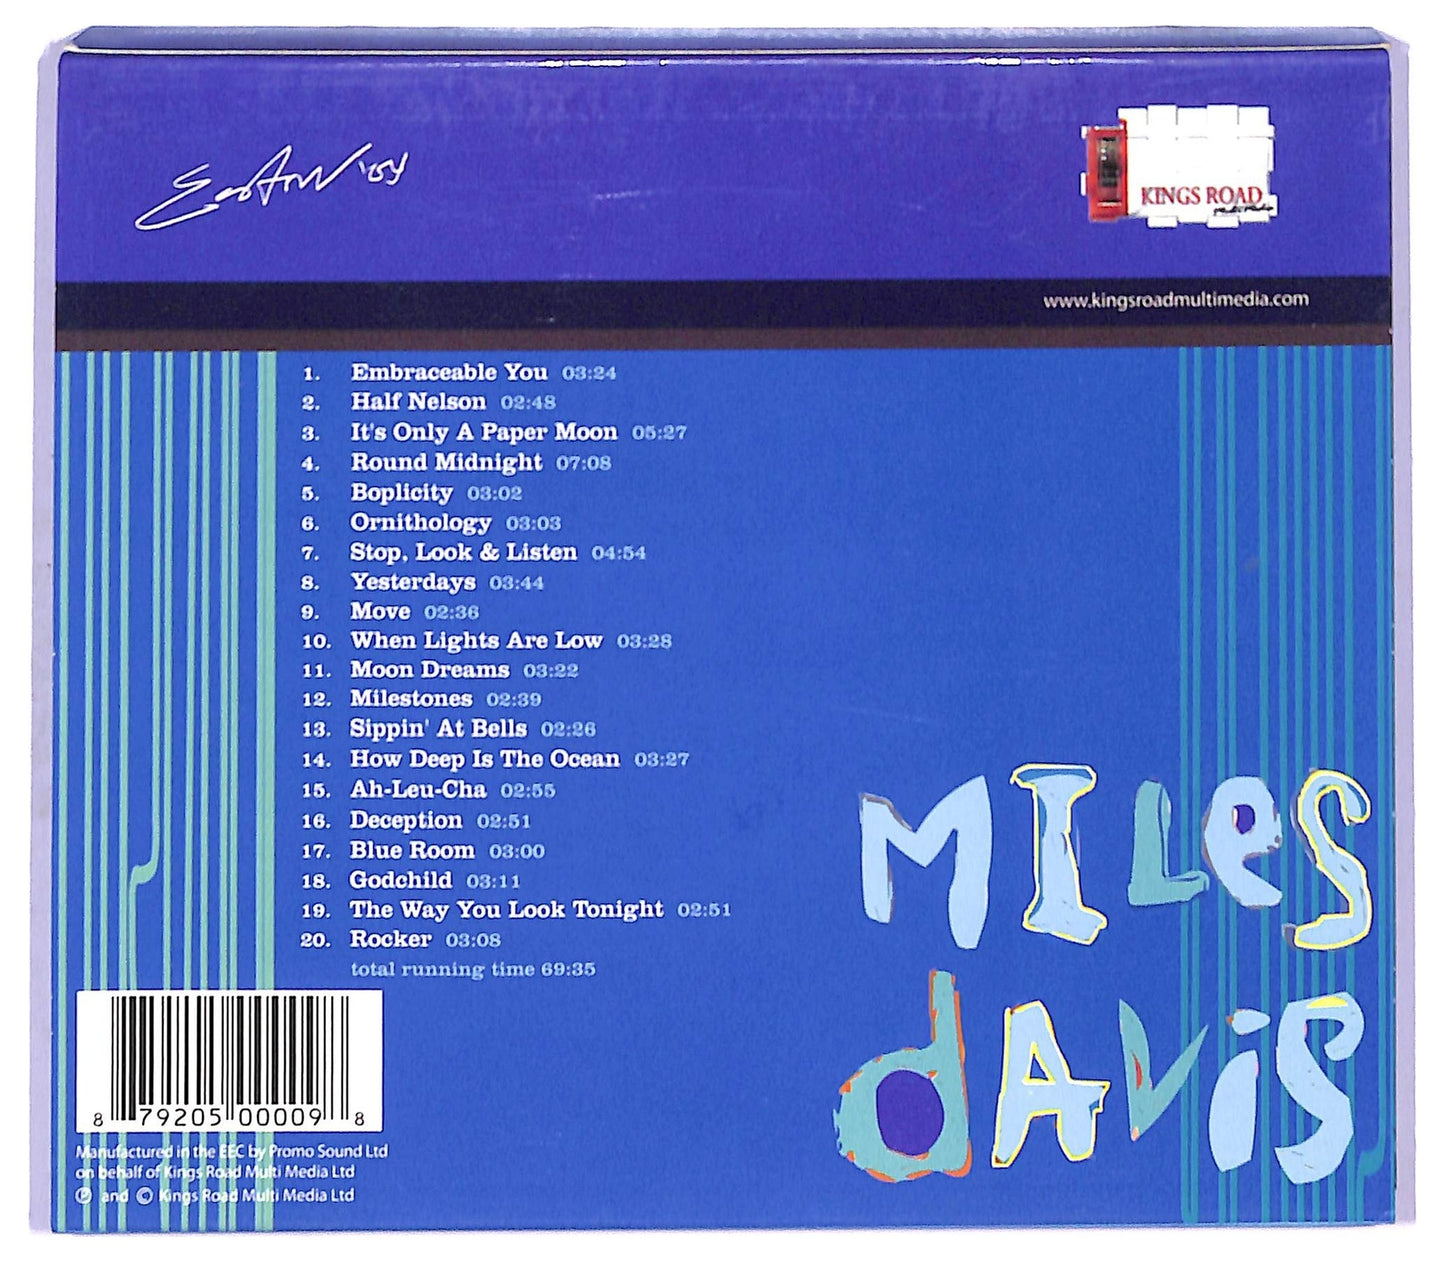 '04
KINGS ROAD
www.kingsroadmultimedia.com
1. Embraceable You 03:24
2. Half Nelson 02:48
3. It's Only A Paper Moon 05:27
4. Round Midnight 07:08
5. Boplicity 03:02
6. Ornithology 03:03
7. Stop, Look & Listen 04:54
8. Yesterdays 03:44
9. Move 02:36
10. When Lights Are Low 03:28
11. Moon Dreams 03:22
12. Milestones 02:39
13. Sippin' At Bells 02:26
14. How Deep Is The Ocean 03:27
15. Ah-Leu-Cha 02:55
16. Deception 02:51
17. Blue Room 03:00
18. Godchild 03:11
19. The Way You Look Tonight 02:51
20. Rocker 03:08
total running time 69:35
MILes
dAVIS
8 79205 00009 8
Manufactured in the EEC by Promo Sound Ltd
on behalf of Kings Road Multi Media Ltd
℗ and © Kings Road Multi Media Ltd